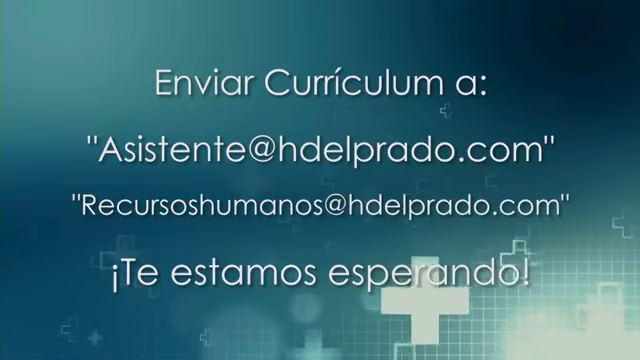 Enviar Currículum a:
"Asistente@hdelprado.com"
"Recursoshumanos@hdelprado.com"
¡Te estamos esperando!